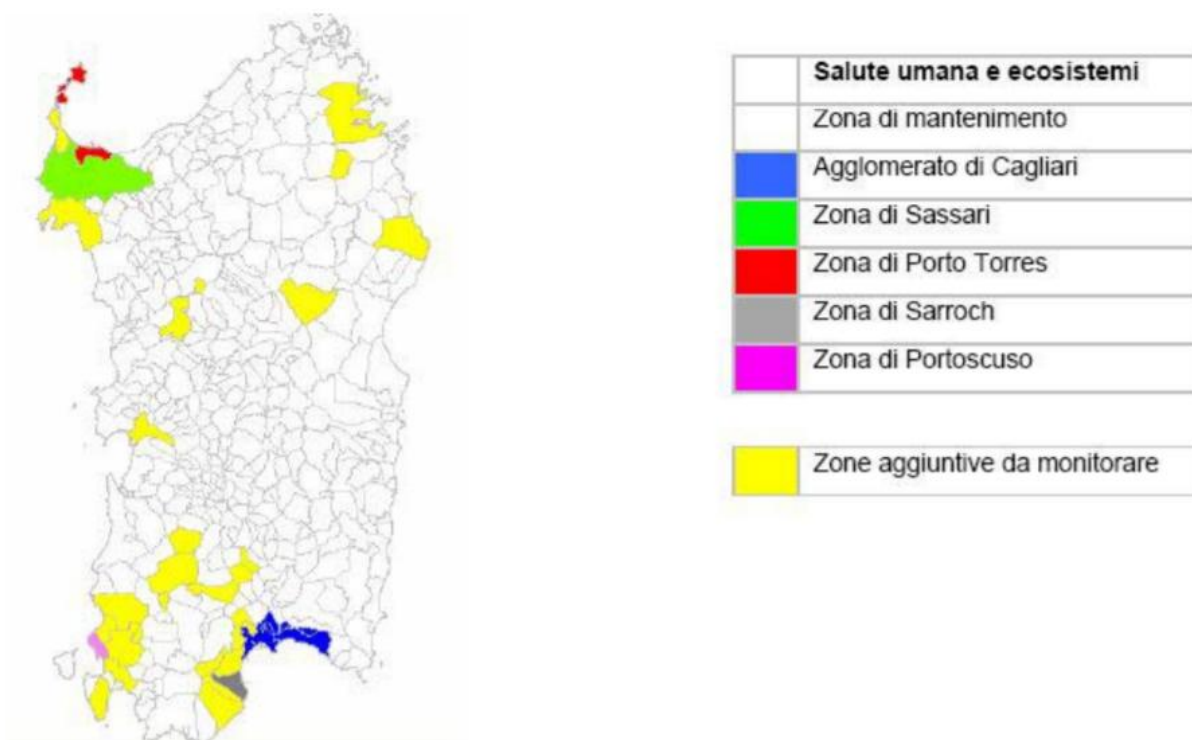 Salute umana e ecosistemi
Zona di mantenimento
Agglomerato di Cagliari
Zona di Sassari
Zona di Porto Torres
Zona di Sarroch
Zona di Portoscuso
Zone aggiuntive da monitorare